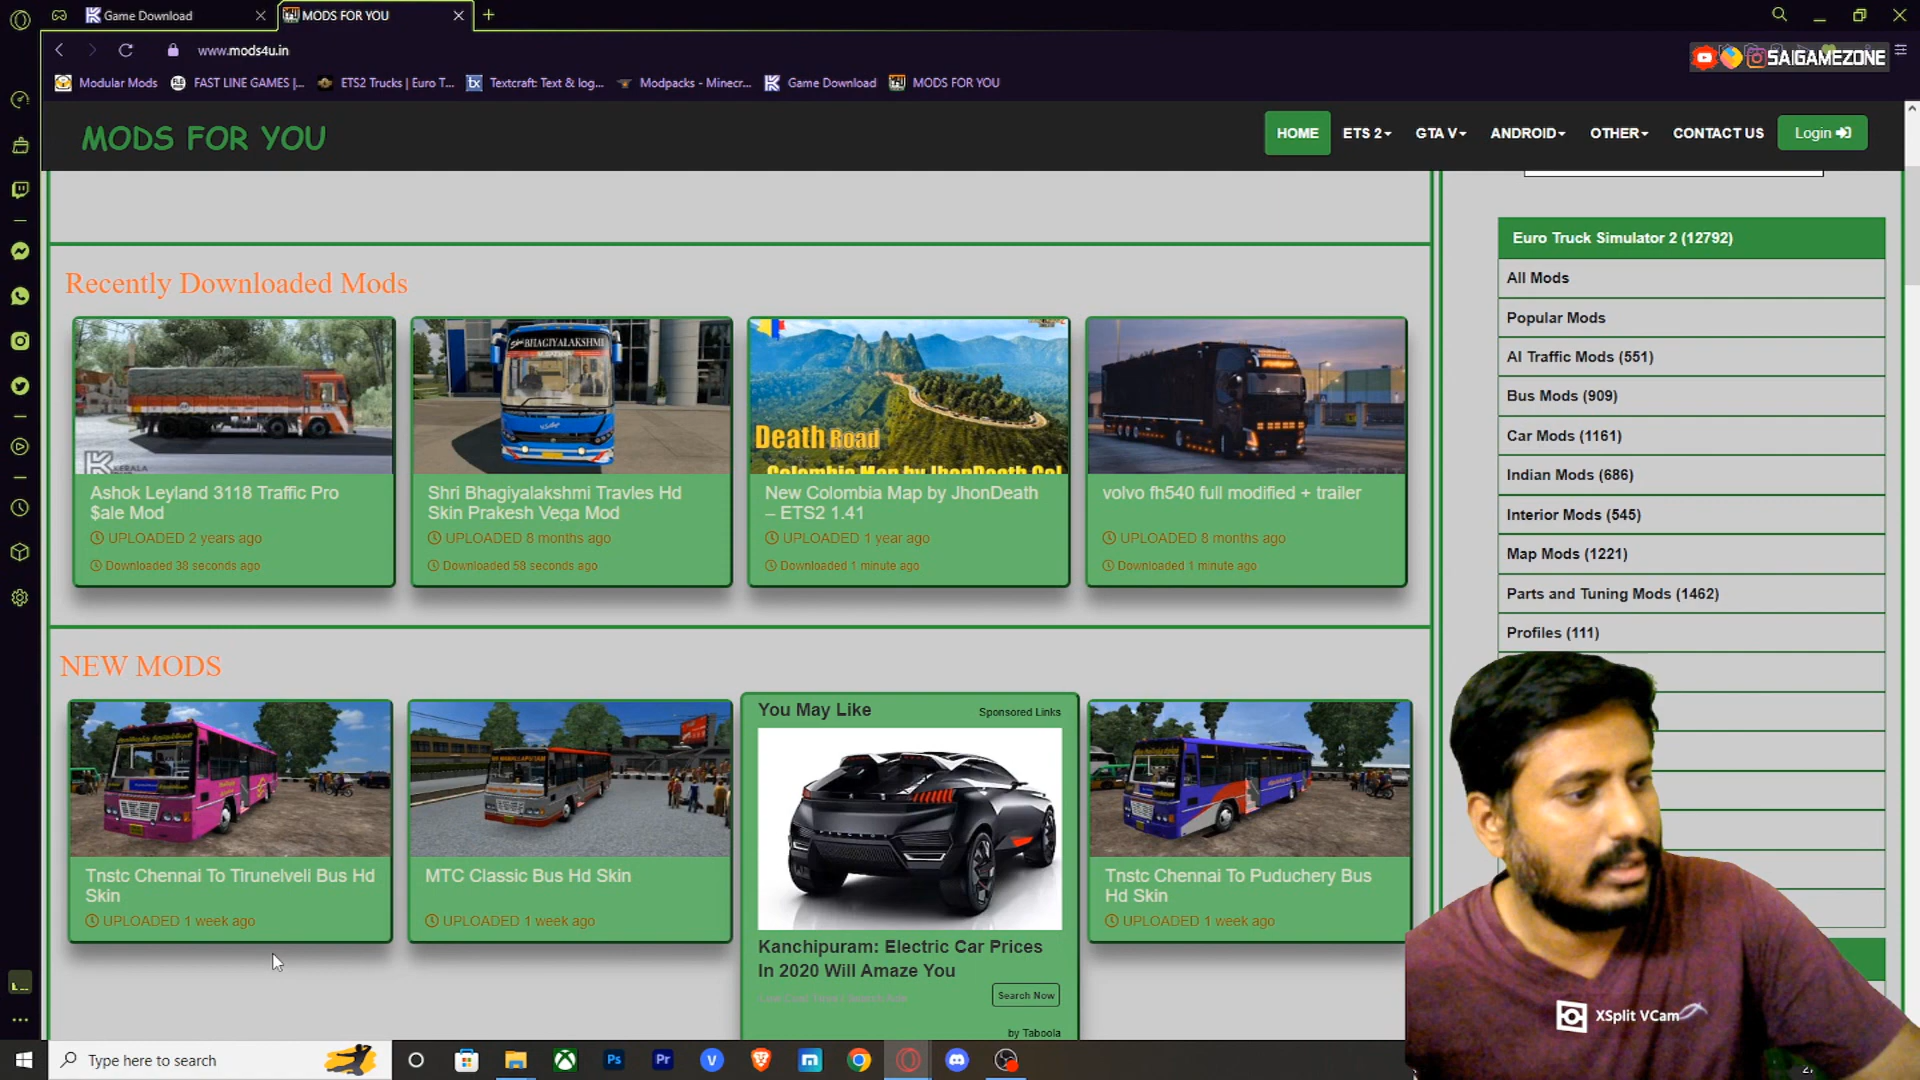 Game Download
MODS FOR YOU
www.mods4u.in
SAIGAMEZONE
Modular Mods
FAST LINE GAMES |...
ETS2 Trucks | Euro T...
Textcraft: Text & log...
Modpacks - Minecr...
Game Download
MODS FOR YOU
MODS FOR YOU
HOME
ETS 2
GTA V
ANDROID
OTHER
CONTACT US
Login
Recently Downloaded Mods
SHRI BHAGIYALAKSHMI
KERALA
Death Road
Colombia Map by JhonDeath Col
Ashok Leyland 3118 Traffic Pro
$ale Mod
UPLOADED 2 years ago
Downloaded 38 seconds ago
Shri Bhagiyalakshmi Travles Hd
Skin Prakesh Vega Mod
UPLOADED 8 months ago
Downloaded 58 seconds ago
New Colombia Map by JhonDeath
– ETS2 1.41
UPLOADED 1 year ago
Downloaded 1 minute ago
volvo fh540 full modified + trailer
UPLOADED 8 months ago
Downloaded 1 minute ago
NEW MODS
Tnstc Chennai To Tirunelveli Bus Hd
Skin
UPLOADED 1 week ago
MTC Classic Bus Hd Skin
UPLOADED 1 week ago
You May Like
Sponsored Links
Kanchipuram: Electric Car Prices
In 2020 Will Amaze You
Search Now
by Taboola
Tnstc Chennai To Puduchery Bus
Hd Skin
UPLOADED 1 week ago
Euro Truck Simulator 2 (12792)
All Mods
Popular Mods
AI Traffic Mods (551)
Bus Mods (909)
Car Mods (1161)
Indian Mods (686)
Interior Mods (545)
Map Mods (1221)
Parts and Tuning Mods (1462)
Profiles (111)
XSplit VCam
Type here to search
Ps
Pr